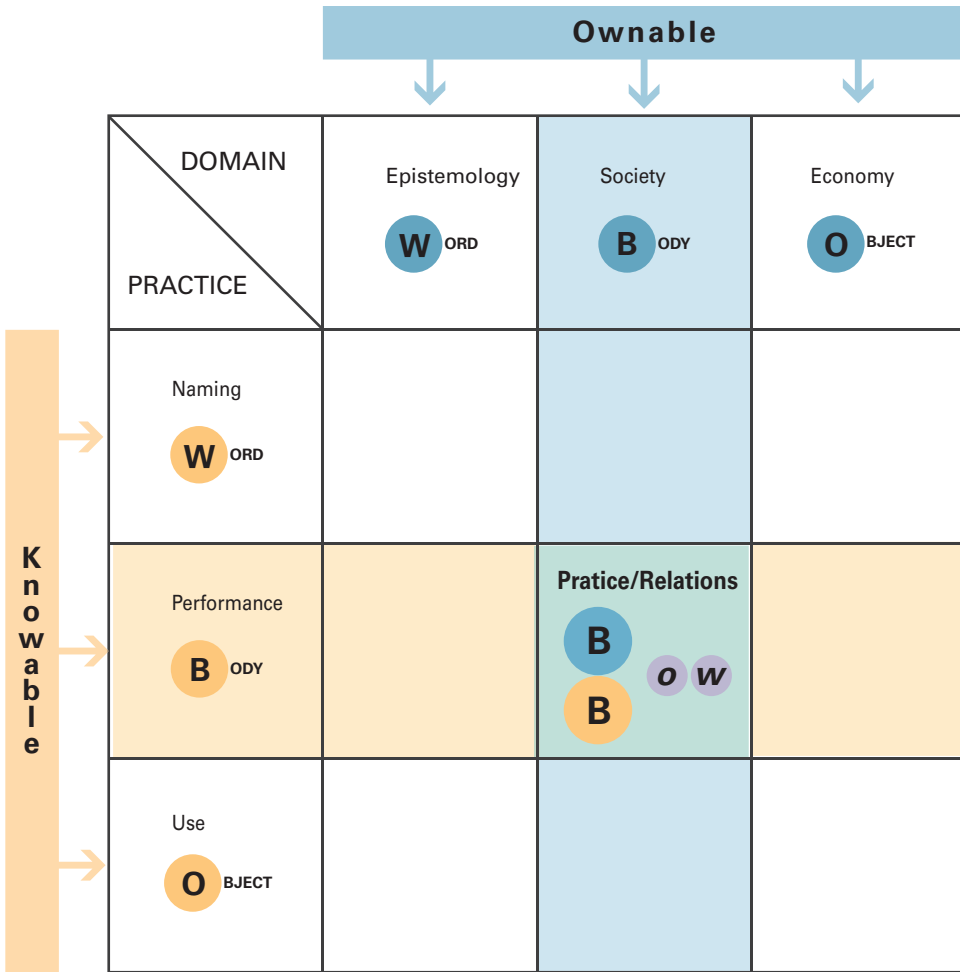 Ownable
DOMAIN
PRACTICE
Epistemology
W ORD
Society
B ODY
Economy
O BJECT
Knowable
Naming
W ORD
Performance
B ODY
Pratice/Relations
B
B
o w
Use
O BJECT